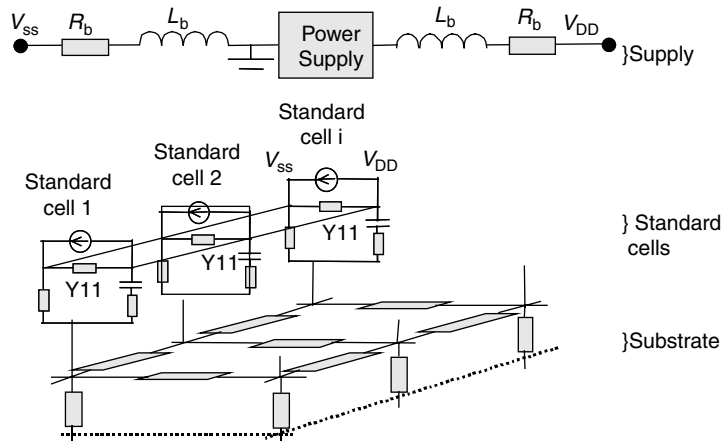 Vss Rb Lb Power Supply Lb Rb VDD }Supply
Standard cell i
Standard cell 2
Vss VDD
Standard cell 1
Y11
Y11
Y11
} Standard cells
}Substrate